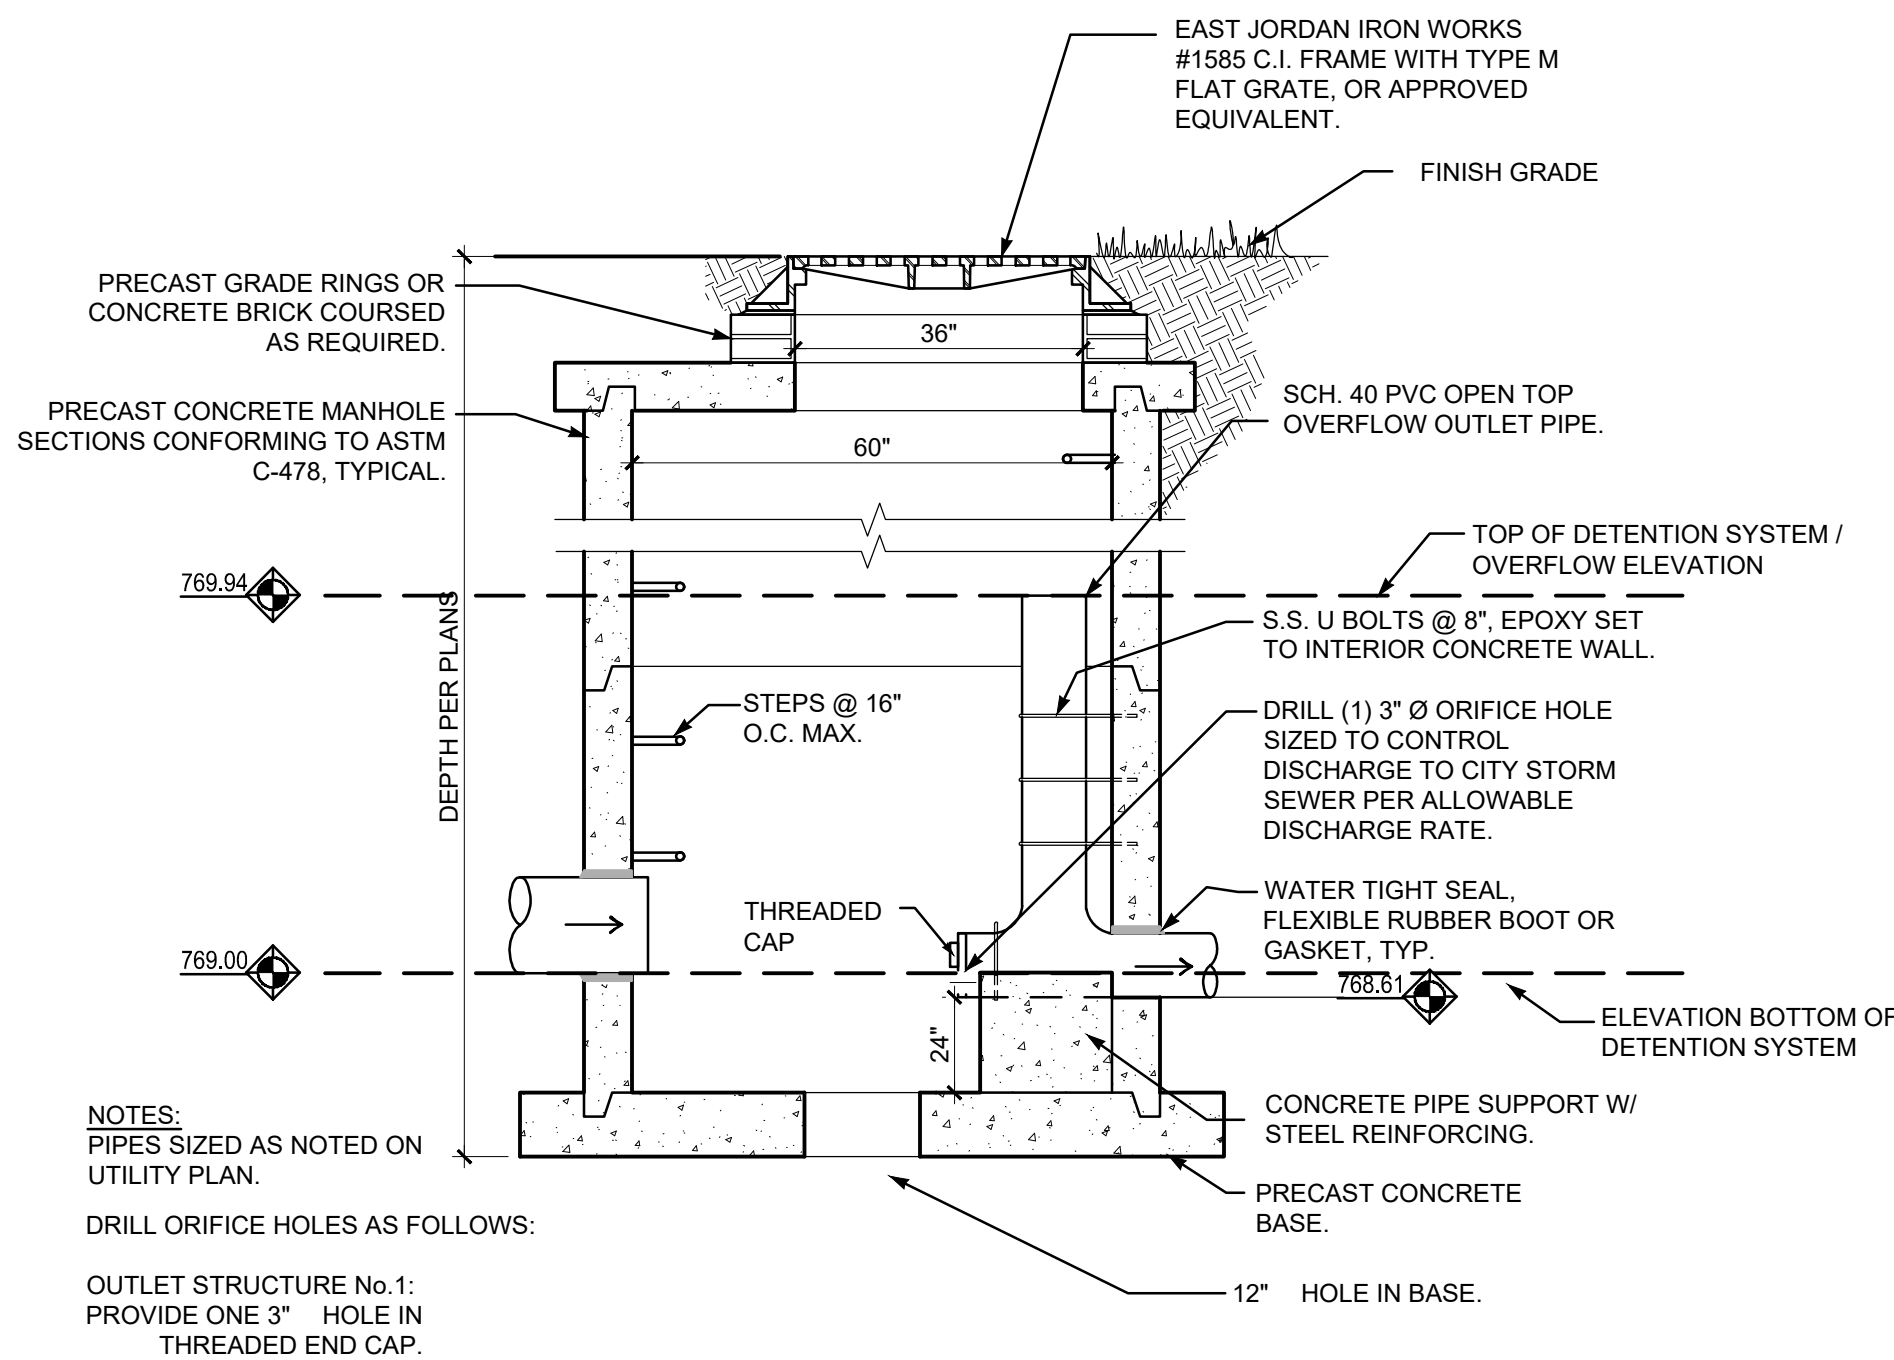 EAST JORDAN IRON WORKS
#1585 C.I. FRAME WITH TYPE M
FLAT GRATE, OR APPROVED
EQUIVALENT.
FINISH GRADE
PRECAST GRADE RINGS OR
CONCRETE BRICK COURSED
AS REQUIRED.
36"
PRECAST CONCRETE MANHOLE
SECTIONS CONFORMING TO ASTM
C-478, TYPICAL.
60"
SCH. 40 PVC OPEN TOP
OVERFLOW OUTLET PIPE.
TOP OF DETENTION SYSTEM /
OVERFLOW ELEVATION
769.94
DEPTH PER PLANS
S.S. U BOLTS @ 8", EPOXY SET
TO INTERIOR CONCRETE WALL.
STEPS @ 16"
O.C. MAX.
DRILL (1) 3" Ø ORIFICE HOLE
SIZED TO CONTROL
DISCHARGE TO CITY STORM
SEWER PER ALLOWABLE
DISCHARGE RATE.
THREADED
CAP
WATER TIGHT SEAL,
FLEXIBLE RUBBER BOOT OR
GASKET, TYP.
769.00
768.61
ELEVATION BOTTOM OF
DETENTION SYSTEM
24"
CONCRETE PIPE SUPPORT W/
STEEL REINFORCING.
PRECAST CONCRETE
BASE.
12" HOLE IN BASE.
NOTES:
PIPES SIZED AS NOTED ON
UTILITY PLAN.
DRILL ORIFICE HOLES AS FOLLOWS:
OUTLET STRUCTURE No.1:
PROVIDE ONE 3" HOLE IN
THREADED END CAP.